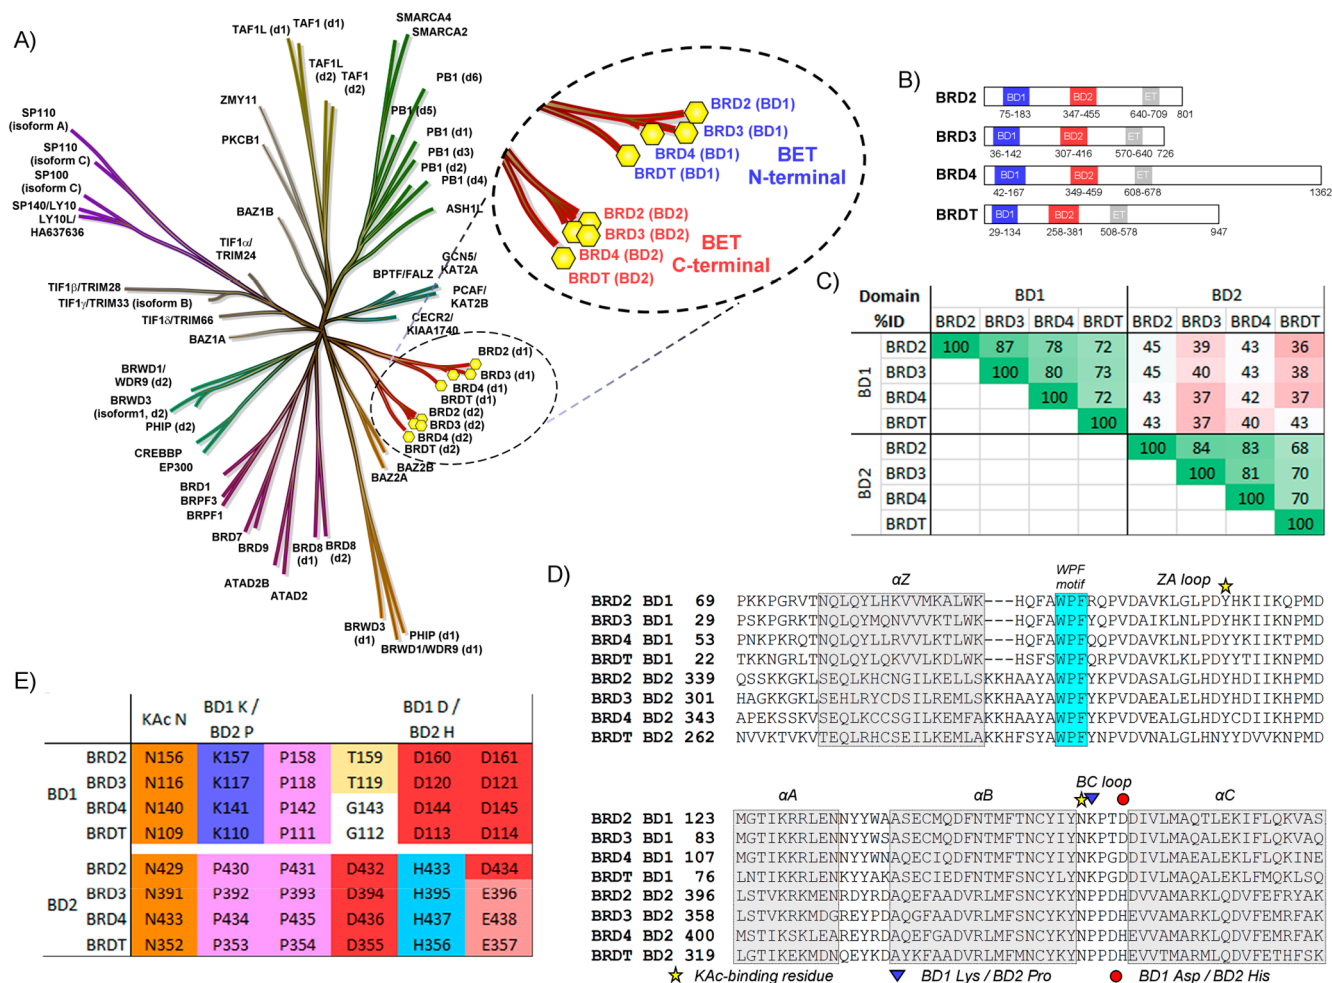 A)
SMARCA4
SMARCA2
TAF1L (d1)
TAF1 (d1)
TAF1L (d2)
TAF1 (d2)
ZMY11
PKCB1
BAZ1B
PB1 (d6)
PB1 (d5)
PB1 (d1)
PB1 (d3)
PB1 (d2)
PB1 (d4)
ASH1L
SP110 (isoform A)
SP110 (isoform C)
SP100 (isoform C)
SP140/LY10
LY10L/ HA637636
TIF1α/ TRIM24
TIF1β/TRIM28
TIF1γ/TRIM33 (isoform B)
TIF1δ/TRIM66
BAZ1A
GCN5/ KAT2A
BPTF/FALZ
PCAF/ KAT2B
CECR2/ KIAA1740
BRD2 (d1)
BRD3 (d1)
BRD4 (d1)
BRDT (d1)
BRD2 (d2)
BRD3 (d2)
BRD4 (d2)
BRDT (d2)
BAZ2B
BAZ2A
BRWD1/ WDR9 (d2)
BRWD3 (isoform1, d2)
PHIP (d2)
CREBBP
EP300
BRD1
BRPF3
BRPF1
BRD7
BRD9
BRD8 (d1)
BRD8 (d2)
ATAD2B
ATAD2
BRWD3 (d1)
PHIP (d1)
BRWD1/WDR9 (d1)
BRD2 (BD1)
BRD3 (BD1)
BRD4 (BD1)
BRDT (BD1)
BET N-terminal
BRD2 (BD2)
BRD3 (BD2)
BRD4 (BD2)
BRDT (BD2)
BET C-terminal
B)
BRD2 BD1 BD2 ET
75-183 347-455 640-709 801
BRD3 BD1 BD2 ET
36-142 307-416 570-640 726
BRD4 BD1 BD2 ET
42-167 349-459 608-678 1362
BRDT BD1 BD2 ET
29-134 258-381 508-578 947
C)
Domain BD1 BD2
%ID BRD2 BRD3 BRD4 BRDT BRD2 BRD3 BRD4 BRDT
BD1
BRD2 100 87 78 72 45 39 43 36
BRD3 100 80 73 45 40 43 38
BRD4 100 72 43 37 42 37
BRDT 100 43 37 40 43
BD2
BRD2 100 84 83 68
BRD3 100 81 70
BRD4 100 70
BRDT 100
D)
αZ WPF motif ZA loop
BRD2 BD1 69 PKKPGRVTNQLQYLHKVVMKALWK---HQFAWPFRQPVDAVKLGLPDYHKIIKQPMD
BRD3 BD1 29 PSKPGRKTNQLQYMQNVVVKTLWK---HQFAWPFYQPVDAIKLNLPDYHKIIKNPMD
BRD4 BD1 53 PNKPKRQTNQLQYLLRVVLKTLWK---HQFAWPFQQPVDAVKLNLPDYYKIIKTPMD
BRDT BD1 22 TKKNGRLTNQLQYLQKVVLKDLWK---HSFSWPFQRPVDAVKLKLPDYYTIIKNPMD
BRD2 BD2 339 QSSKKGKLSEQLKHCNGILKELLSKKHAAYAWPFYKPVDASALGLHDYHDIIKHPMD
BRD3 BD2 301 HAGKKGKLSEHLRYCDSILREMLSKKHAAYAWPFYKPVDAEALELHDYHDIIKHPMD
BRD4 BD2 343 APEKSSKVSEQLKCCSGILKEMFAKKHAAYAWPFYKPVDVEALGLHDYCDIIKHPMD
BRDT BD2 262 NVVKTVKVTEQLRHCSEILKEMLAKKHFSYAWPFYNPVDVNALGLHNYYDVVKNPMD
αA αB BC loop αC
BRD2 BD1 123 MGTIKRRLENNYYWAASECMQDFNTMFTNCYIYNKPTDDIVLMAQTLEKIFLQKVAS
BRD3 BD1 83 MGTIKKRLENNYYWSASECMQDFNTMFTNCYIYNKPTDDIVLMAQALEKIFLQKVAQ
BRD4 BD1 107 MGTIKKRLENNYYWNAQECIQDFNTMFTNCYIYNKPGDDIVLMAEALEKLFLQKINE
BRDT BD1 76 LNTIKKRLENKYYAKASECIEDFNTMFSNCYLYNKPGDDIVLMAQALEKLFMQKLSQ
BRD2 BD2 396 LSTVKRKMENRDYRDAQEFAADVRLMFSNCYKYNPPDHDVVAMARKLQDVFEFRYAK
BRD3 BD2 358 LSTVKRKMDGREYPDAQGFAADVRLMFSNCYKYNPPDHEVVAMARKLQDVFEMRFAK
BRD4 BD2 400 MSTIKSKLEAREYRDAQEFGADVRLMFSNCYKYNPPDHEVVAMARKLQDVFEMRFAK
BRDT BD2 319 LGTIKEKMDNQEYKDAYKFAADVRLMFMNCYKYNPPDHEVVTMARMLQDVFETHFSK
KAc-binding residue BD1 Lys / BD2 Pro BD1 Asp / BD2 His
E)
KAc N BD1 K / BD2 P BD1 D / BD2 H
BD1
BRD2 N156 K157 P158 T159 D160 D161
BRD3 N116 K117 P118 T119 D120 D121
BRD4 N140 K141 P142 G143 D144 D145
BRDT N109 K110 P111 G112 D113 D114
BD2
BRD2 N429 P430 P431 D432 H433 D434
BRD3 N391 P392 P393 D394 H395 E396
BRD4 N433 P434 P435 D436 H437 E438
BRDT N352 P353 P354 D355 H356 E357